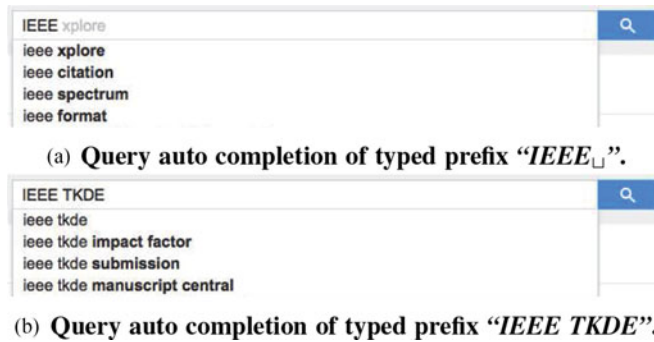 IEEE xplore
ieee xplore
ieee citation
ieee spectrum
ieee format
(a) Query auto completion of typed prefix “IEEE␣”.
IEEE TKDE
ieee tkde
ieee tkde impact factor
ieee tkde submission
ieee tkde manuscript central
(b) Query auto completion of typed prefix “IEEE TKDE”.